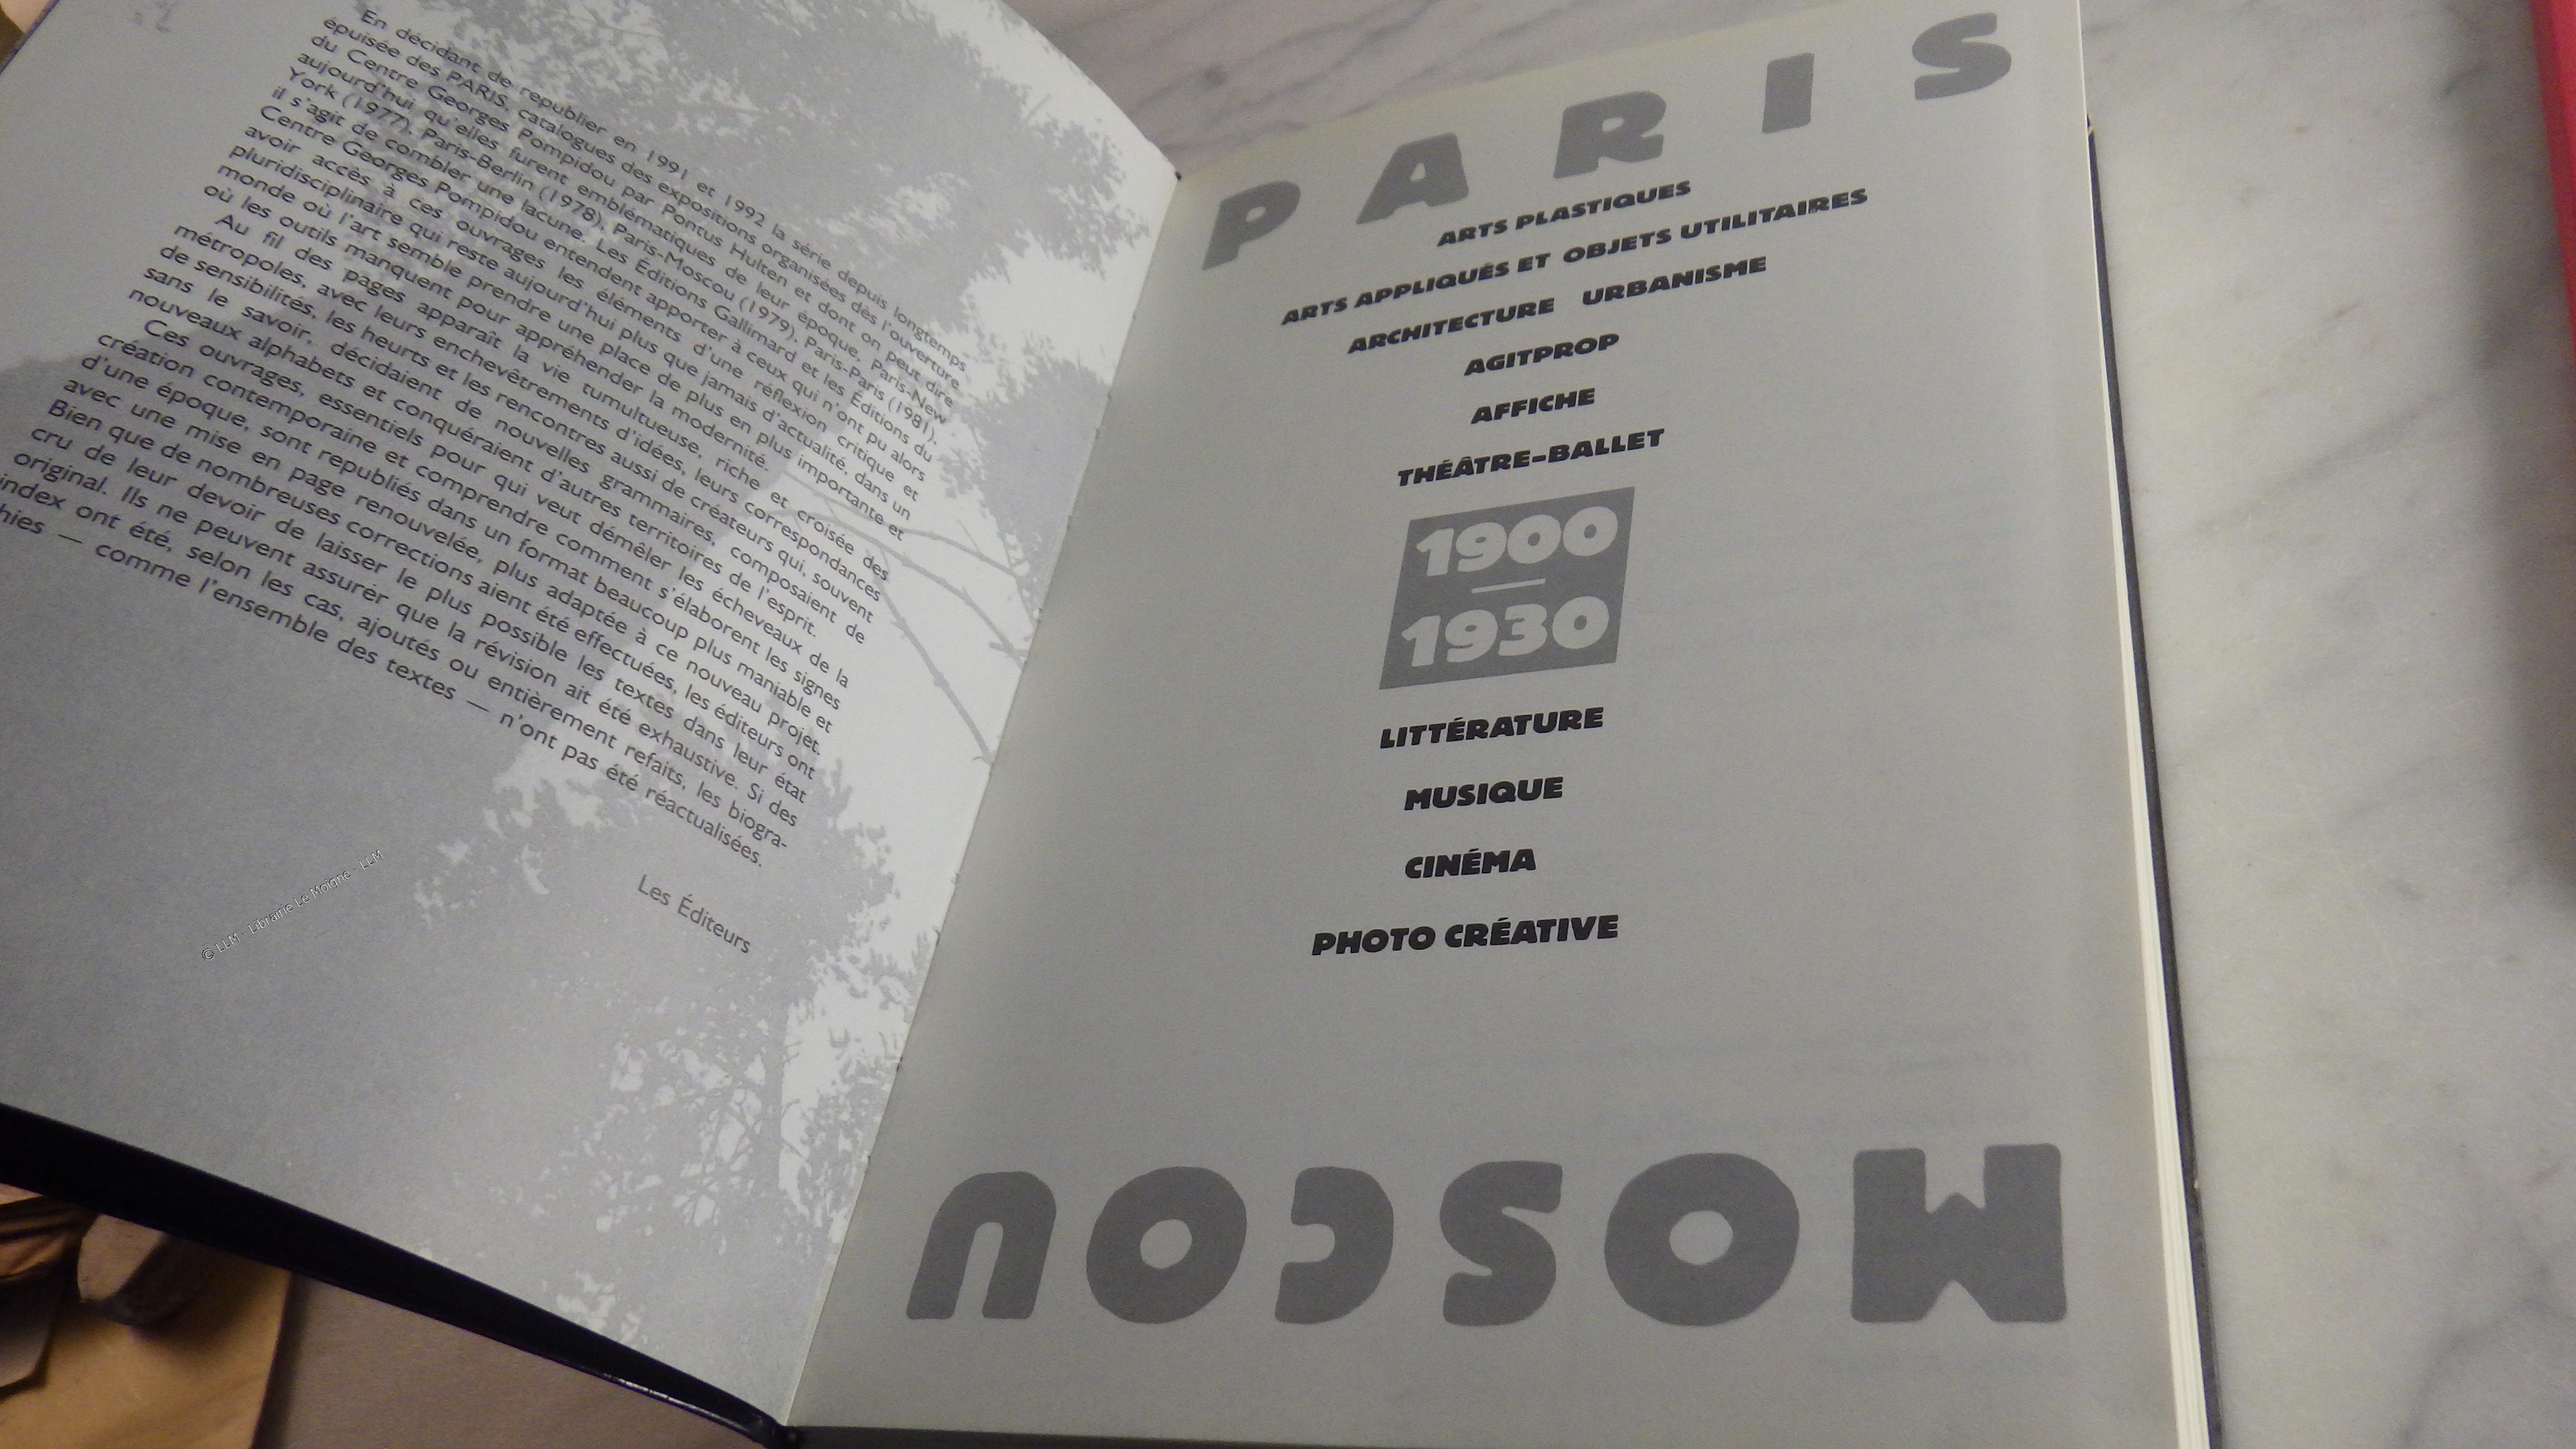 En décidant de republier en 1991 et 1992 la série depuis longtemps
épuisée des PARIS, catalogues des expositions organisées dès l'ouverture
du Centre Georges Pompidou par Pontus Hulten et dont on peut dire
aujourd'hui qu'elles furent emblématiques de leur époque, Paris-New
York (1977), Paris-Berlin (1978), Paris-Moscou (1979), Paris-Paris (1981),
il s'agit de combler une lacune. Les Éditions Gallimard et les Éditions du
Centre Georges Pompidou entendent apporter à ceux qui n'ont pu alors
avoir accès à ces ouvrages les éléments d'une réflexion critique et
pluridisciplinaire qui reste aujourd'hui plus que jamais d'actualité, dans un
monde où l'art semble prendre une place de plus en plus importante et
où les outils manquent pour appréhender la modernité.
Au fil des pages apparaît la vie tumultueuse, riche et croisée des
métropoles, avec leurs enchevêtrements d'idées, leurs correspondances
de sensibilités, les heurts et les rencontres aussi de créateurs qui, souvent
sans le savoir, décidaient de nouvelles grammaires, composaient de
nouveaux alphabets et conquéraient d'autres territoires de l'esprit.
Ces ouvrages, essentiels pour qui veut démêler les écheveaux de la
création contemporaine et comprendre comment s'élaborent les signes
d'une époque, sont republiés dans un format beaucoup plus maniable et
avec une mise en page renouvelée, plus adaptée à ce nouveau projet.
Bien que de nombreuses corrections aient été effectuées, les éditeurs ont
cru de leur devoir de laisser le plus possible les textes dans leur état
original. Ils ne peuvent assurer que la révision ait été exhaustive. Si des
index ont été, selon les cas, ajoutés ou entièrement refaits, les biogra-
hies — comme l'ensemble des textes — n'ont pas été réactualisées.
Les Éditeurs
© LLM - Librairie Le Moigne - LLM
PARIS
ARTS PLASTIQUES
ARTS APPLIQUÉS ET OBJETS UTILITAIRES
ARCHITECTURE URBANISME
AGITPROP
AFFICHE
THÉÂTRE-BALLET
1900
1930
LITTÉRATURE
MUSIQUE
CINÉMA
PHOTO CRÉATIVE
MOSCOU